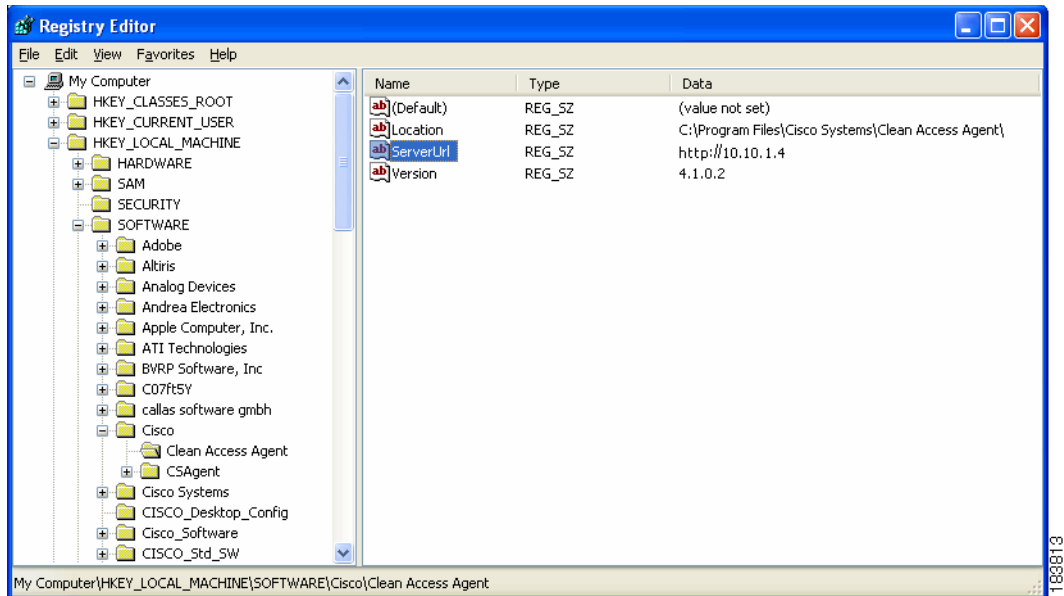 Registry Editor
File Edit View Favorites Help
My Computer
HKEY_CLASSES_ROOT
HKEY_CURRENT_USER
HKEY_LOCAL_MACHINE
HARDWARE
SAM
SECURITY
SOFTWARE
Adobe
Altiris
Analog Devices
Andrea Electronics
Apple Computer, Inc.
ATI Technologies
BVRP Software, Inc
C07ft5Y
callas software gmbh
Cisco
Clean Access Agent
CSAgent
Cisco Systems
CISCO_Desktop_Config
Cisco_Software
CISCO_Std_SW
Name Type Data
ab (Default) REG_SZ (value not set)
ab Location REG_SZ C:\Program Files\Cisco Systems\Clean Access Agent\
ab ServerUrl REG_SZ http://10.10.1.4
ab Version REG_SZ 4.1.0.2
My Computer\HKEY_LOCAL_MACHINE\SOFTWARE\Cisco\Clean Access Agent
183813